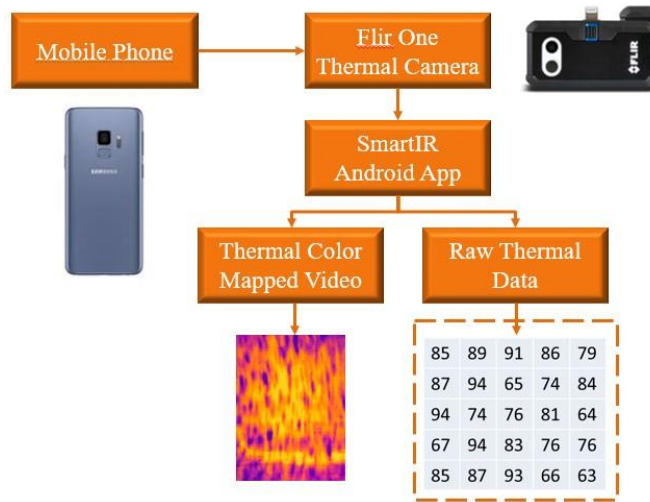 Mobile Phone
Flir One
Thermal Camera
FLIR
SAMSUNG
SmartIR
Android App
Thermal Color
Mapped Video
Raw Thermal
Data
85 89 91 86 79
87 94 65 74 84
94 74 76 81 64
67 94 83 76 76
85 87 93 66 63